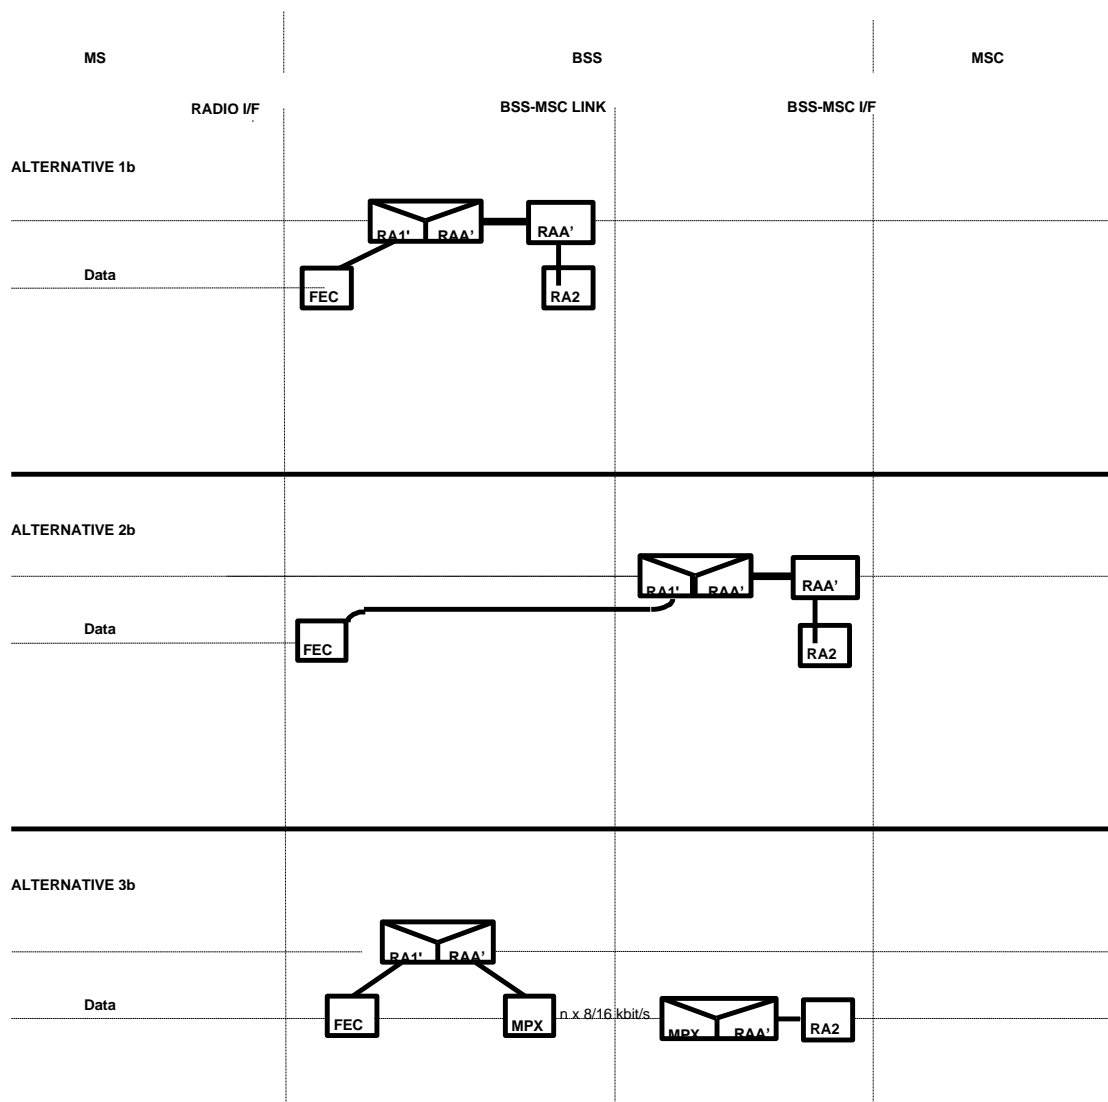 MS BSS MSC
RADIO I/F BSS-MSC LINK BSS-MSC I/F
ALTERNATIVE 1b
RA1' RAA’ RAA’
Data
FEC RA2
ALTERNATIVE 2b
RA1' RAA’ RAA’
Data
FEC RA2
ALTERNATIVE 3b
RA1' RAA’
Data
FEC MPX n x 8/16 kbit/s MPX RAA’ RA2